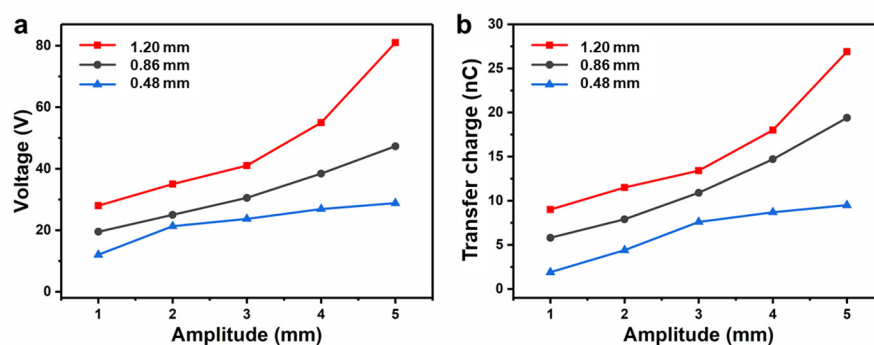 a
80
60
40
20
0
Voltage (V)
1.20 mm
0.86 mm
0.48 mm
1 2 3 4 5
Amplitude (mm)
b
30
25
20
15
10
5
0
Transfer charge (nC)
1.20 mm
0.86 mm
0.48 mm
1 2 3 4 5
Amplitude (mm)